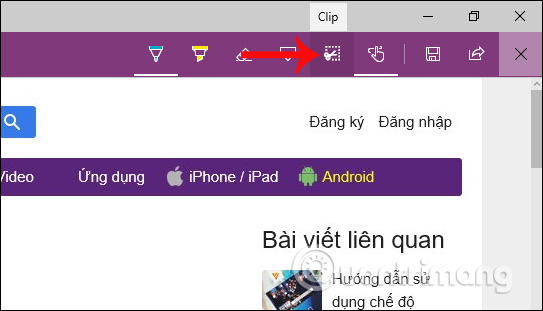 Clip
Đăng ký Đăng nhập
Video Ứng dụng iPhone / iPad Android
Bài viết liên quan
Quantrimang
Hướng dẫn sử
dụng chế độ